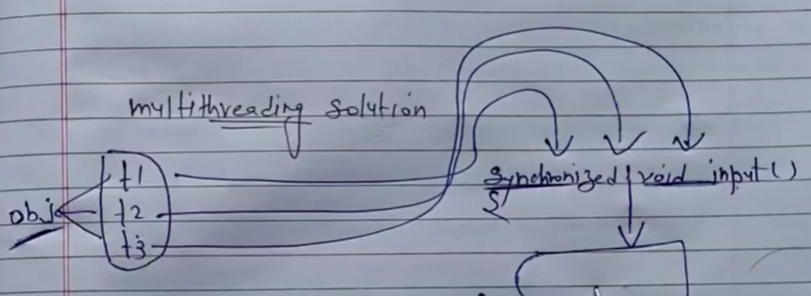 multithreading solution
t1
synchronized void input()
{
obj
t2
t3